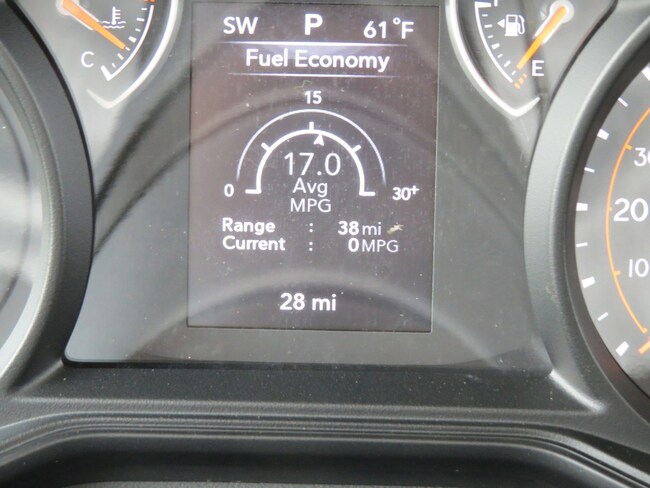 SW P 61°F
Fuel Economy
15
17.0
0 Avg 30+
MPG
Range : 38 mi
Current : 0 MPG
28 mi
C
E
30
20
10